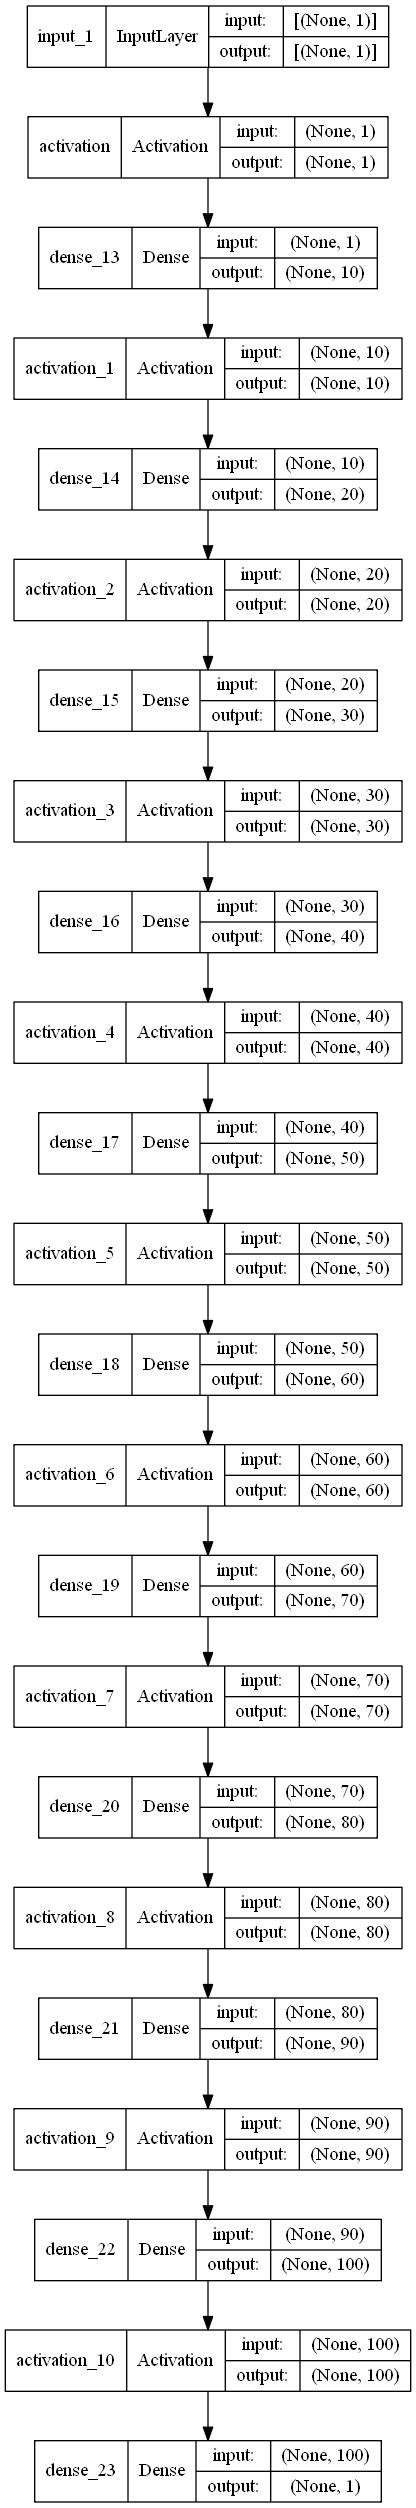 input_1 InputLayer input: [(None, 1)]
output: [(None, 1)]
activation Activation input: (None, 1)
output: (None, 1)
dense_13 Dense input: (None, 1)
output: (None, 10)
activation_1 Activation input: (None, 10)
output: (None, 10)
dense_14 Dense input: (None, 10)
output: (None, 20)
activation_2 Activation input: (None, 20)
output: (None, 20)
dense_15 Dense input: (None, 20)
output: (None, 30)
activation_3 Activation input: (None, 30)
output: (None, 30)
dense_16 Dense input: (None, 30)
output: (None, 40)
activation_4 Activation input: (None, 40)
output: (None, 40)
dense_17 Dense input: (None, 40)
output: (None, 50)
activation_5 Activation input: (None, 50)
output: (None, 50)
dense_18 Dense input: (None, 50)
output: (None, 60)
activation_6 Activation input: (None, 60)
output: (None, 60)
dense_19 Dense input: (None, 60)
output: (None, 70)
activation_7 Activation input: (None, 70)
output: (None, 70)
dense_20 Dense input: (None, 70)
output: (None, 80)
activation_8 Activation input: (None, 80)
output: (None, 80)
dense_21 Dense input: (None, 80)
output: (None, 90)
activation_9 Activation input: (None, 90)
output: (None, 90)
dense_22 Dense input: (None, 90)
output: (None, 100)
activation_10 Activation input: (None, 100)
output: (None, 100)
dense_23 Dense input: (None, 100)
output: (None, 1)